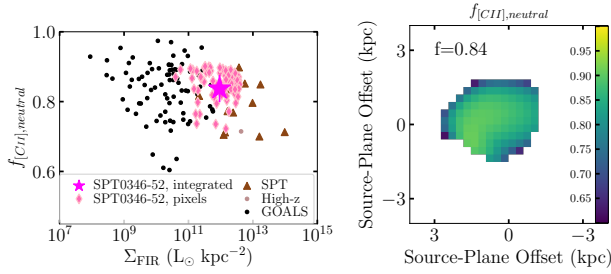 1.0
0.8
0.6
f[CII],neutral
SPT0346-52, integrated
SPT0346-52, pixels
SPT
High-z
GOALS
10^7 10^9 10^11 10^13 10^15
Σ_FIR (L⊙ kpc^-2)
f[CII],neutral
f=0.84
3
0
−3
Source-Plane Offset (kpc)
3 0 −3
Source-Plane Offset (kpc)
0.95
0.90
0.85
0.80
0.75
0.70
0.65